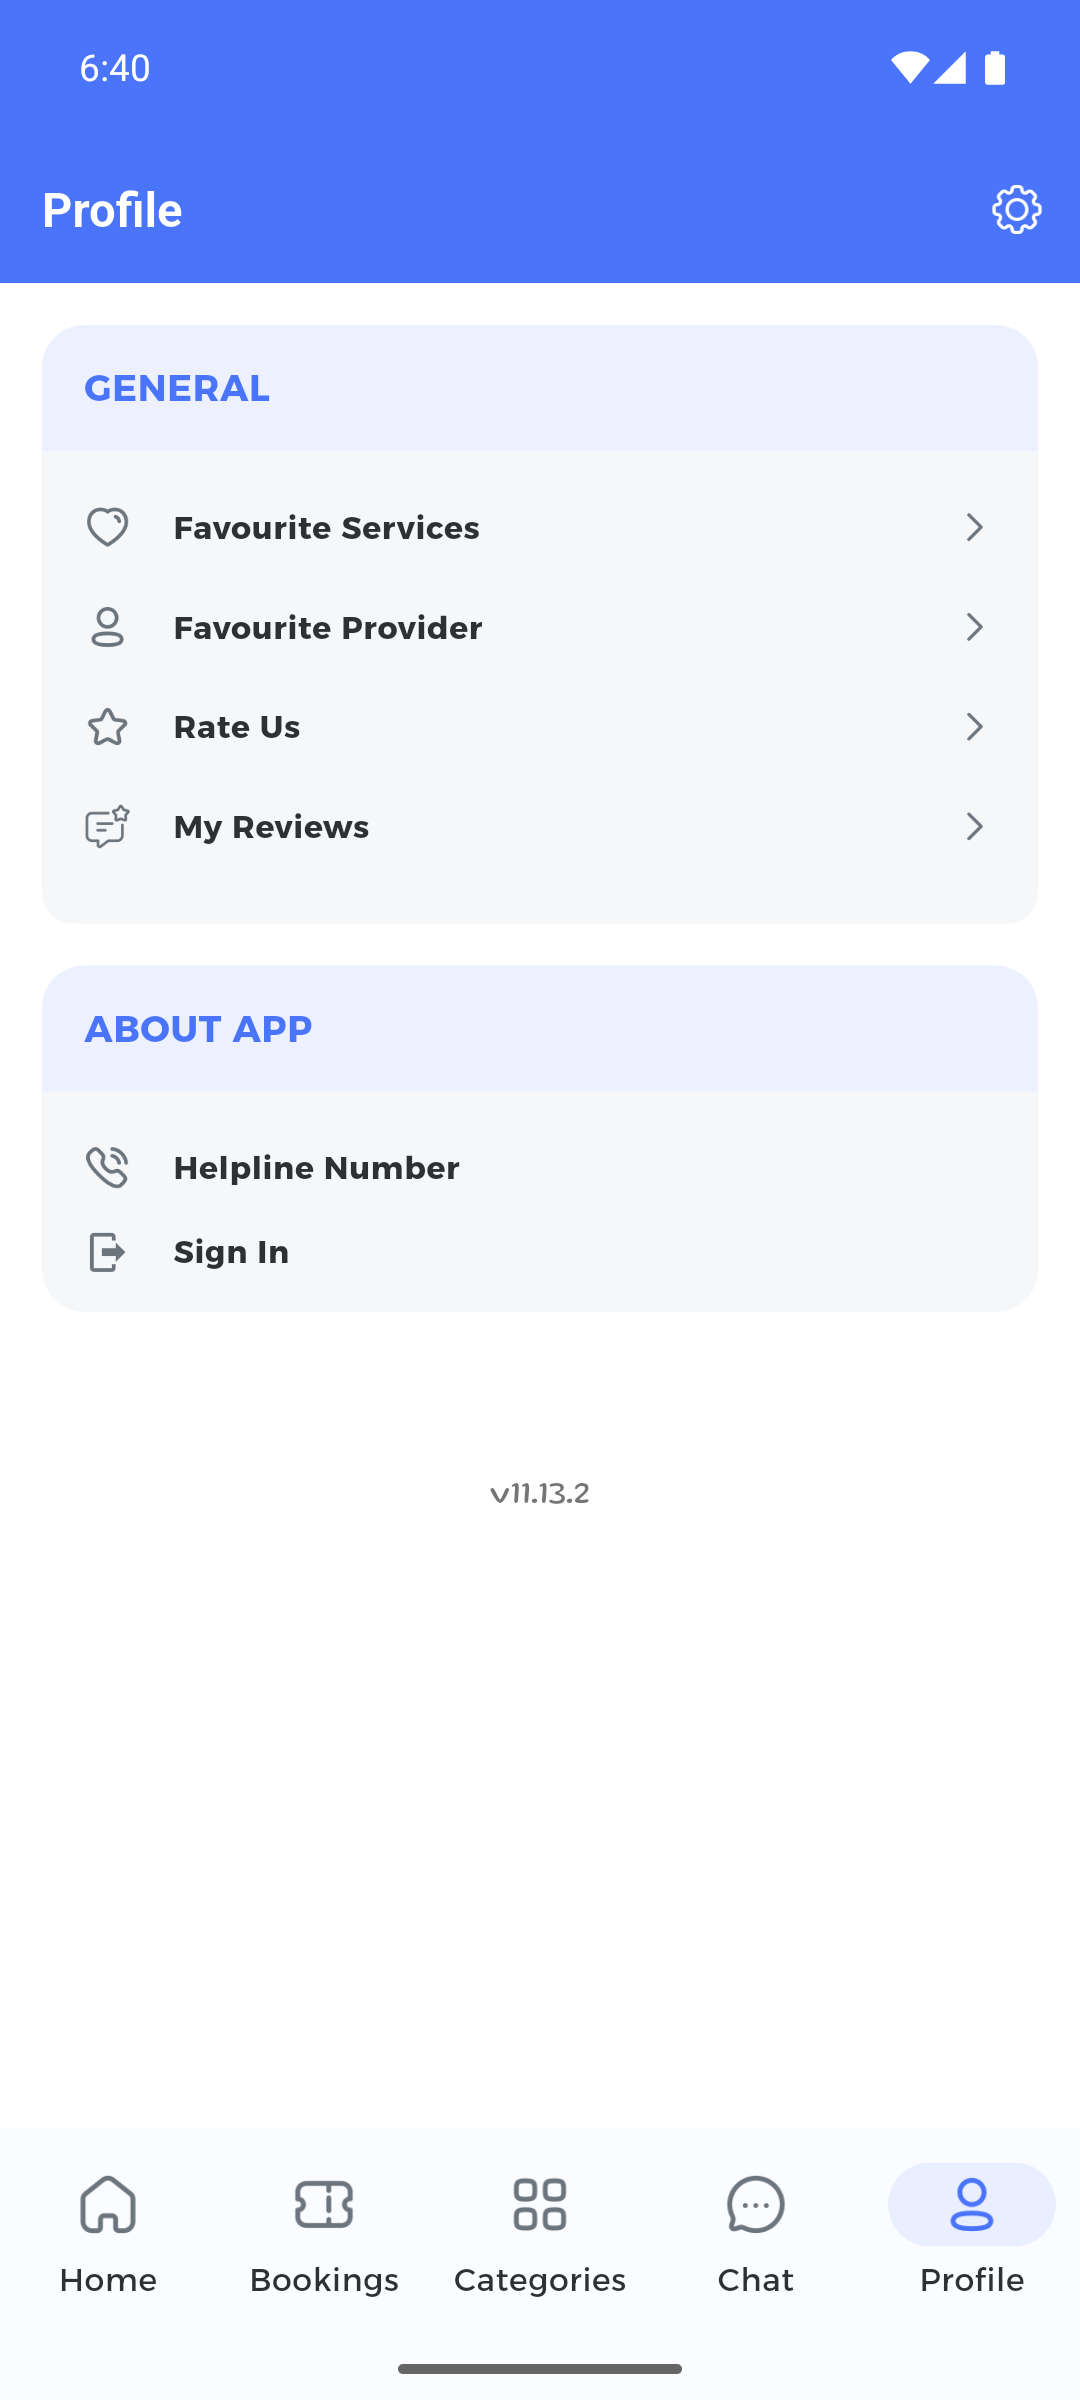 6:40
Profile
GENERAL
Favourite Services
Favourite Provider
Rate Us
My Reviews
ABOUT APP
Helpline Number
Sign In
v11.13.2
Home
Bookings
Categories
Chat
Profile